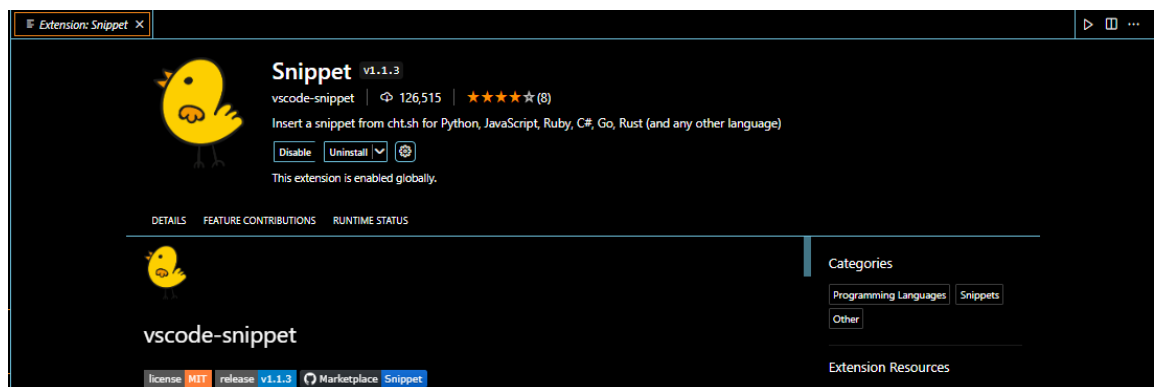 Extension: Snippet
Snippet v1.1.3
vscode-snippet 126,515 (8)
Insert a snippet from cht.sh for Python, JavaScript, Ruby, C#, Go, Rust (and any other language)
Disable Uninstall
This extension is enabled globally.
DETAILS FEATURE CONTRIBUTIONS RUNTIME STATUS
Categories
Programming Languages Snippets
Other
vscode-snippet
Extension Resources
license MIT release v1.1.3 Marketplace Snippet